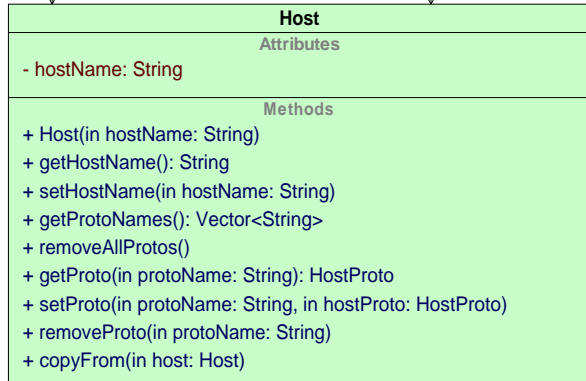 Host
Attributes
- hostName: String
Methods
+ Host(in hostName: String)
+ getHostName(): String
+ setHostName(in hostName: String)
+ getProtoNames(): Vector<String>
+ removeAllProtos()
+ getProto(in protoName: String): HostProto
+ setProto(in protoName: String, in hostProto: HostProto)
+ removeProto(in protoName: String)
+ copyFrom(in host: Host)